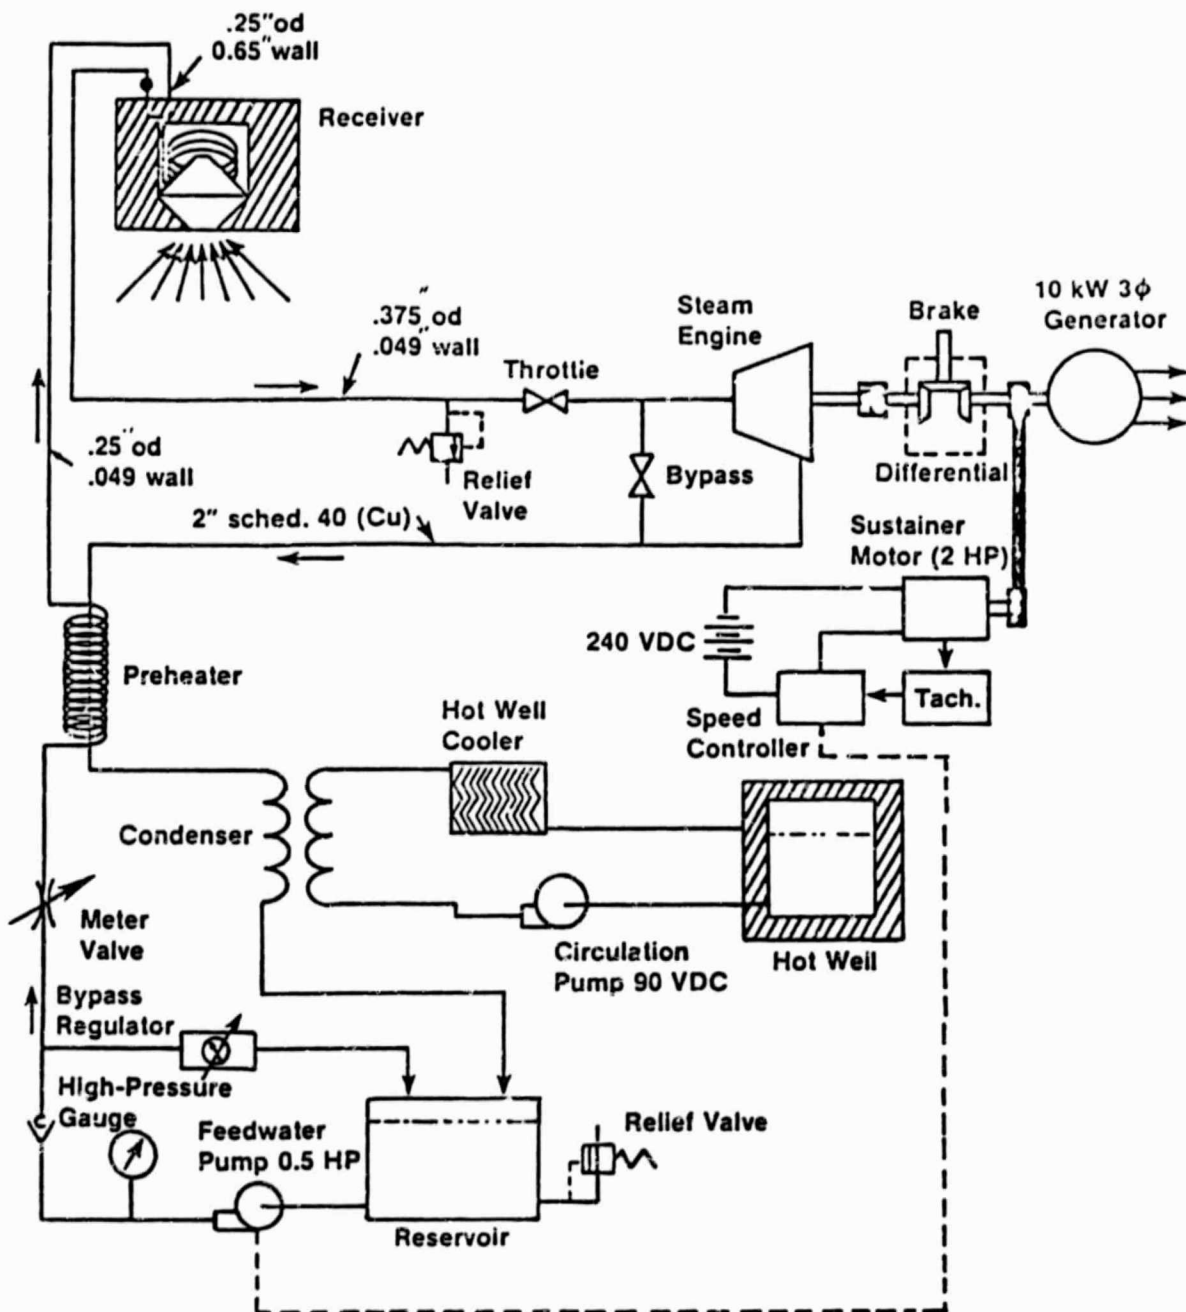 .25"od
0.65"wall
Receiver
.375"od
.049"wall
Throttle
Steam
Engine
Brake
10 kW 3ϕ
Generator
.25"od
.049 wall
Relief
Valve
Bypass
Differential
2" sched. 40 (Cu)
Sustainer
Motor (2 HP)
240 VDC
Preheater
Tach.
Speed
Controller
Hot Well
Cooler
Condenser
Meter
Valve
Circulation
Pump 90 VDC
Hot Well
Bypass
Regulator
High-Pressure
Gauge
Feedwater
Pump 0.5 HP
Relief Valve
Reservoir